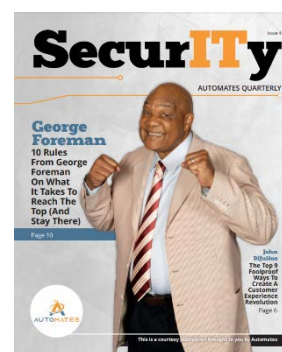 Issue 4
SecurITy
AUTOMATES QUARTERLY
George
Foreman
10 Rules
From George
Foreman
On What
It Takes To
Reach The
Top (And
Stay There)
Page 10
John
DiJulius
The Top 9
Foolproof
Ways To
Create A
Customer
Experience
Revolution
Page 6
AUTOMATES
This is a courtesy publication brought to you by Automates